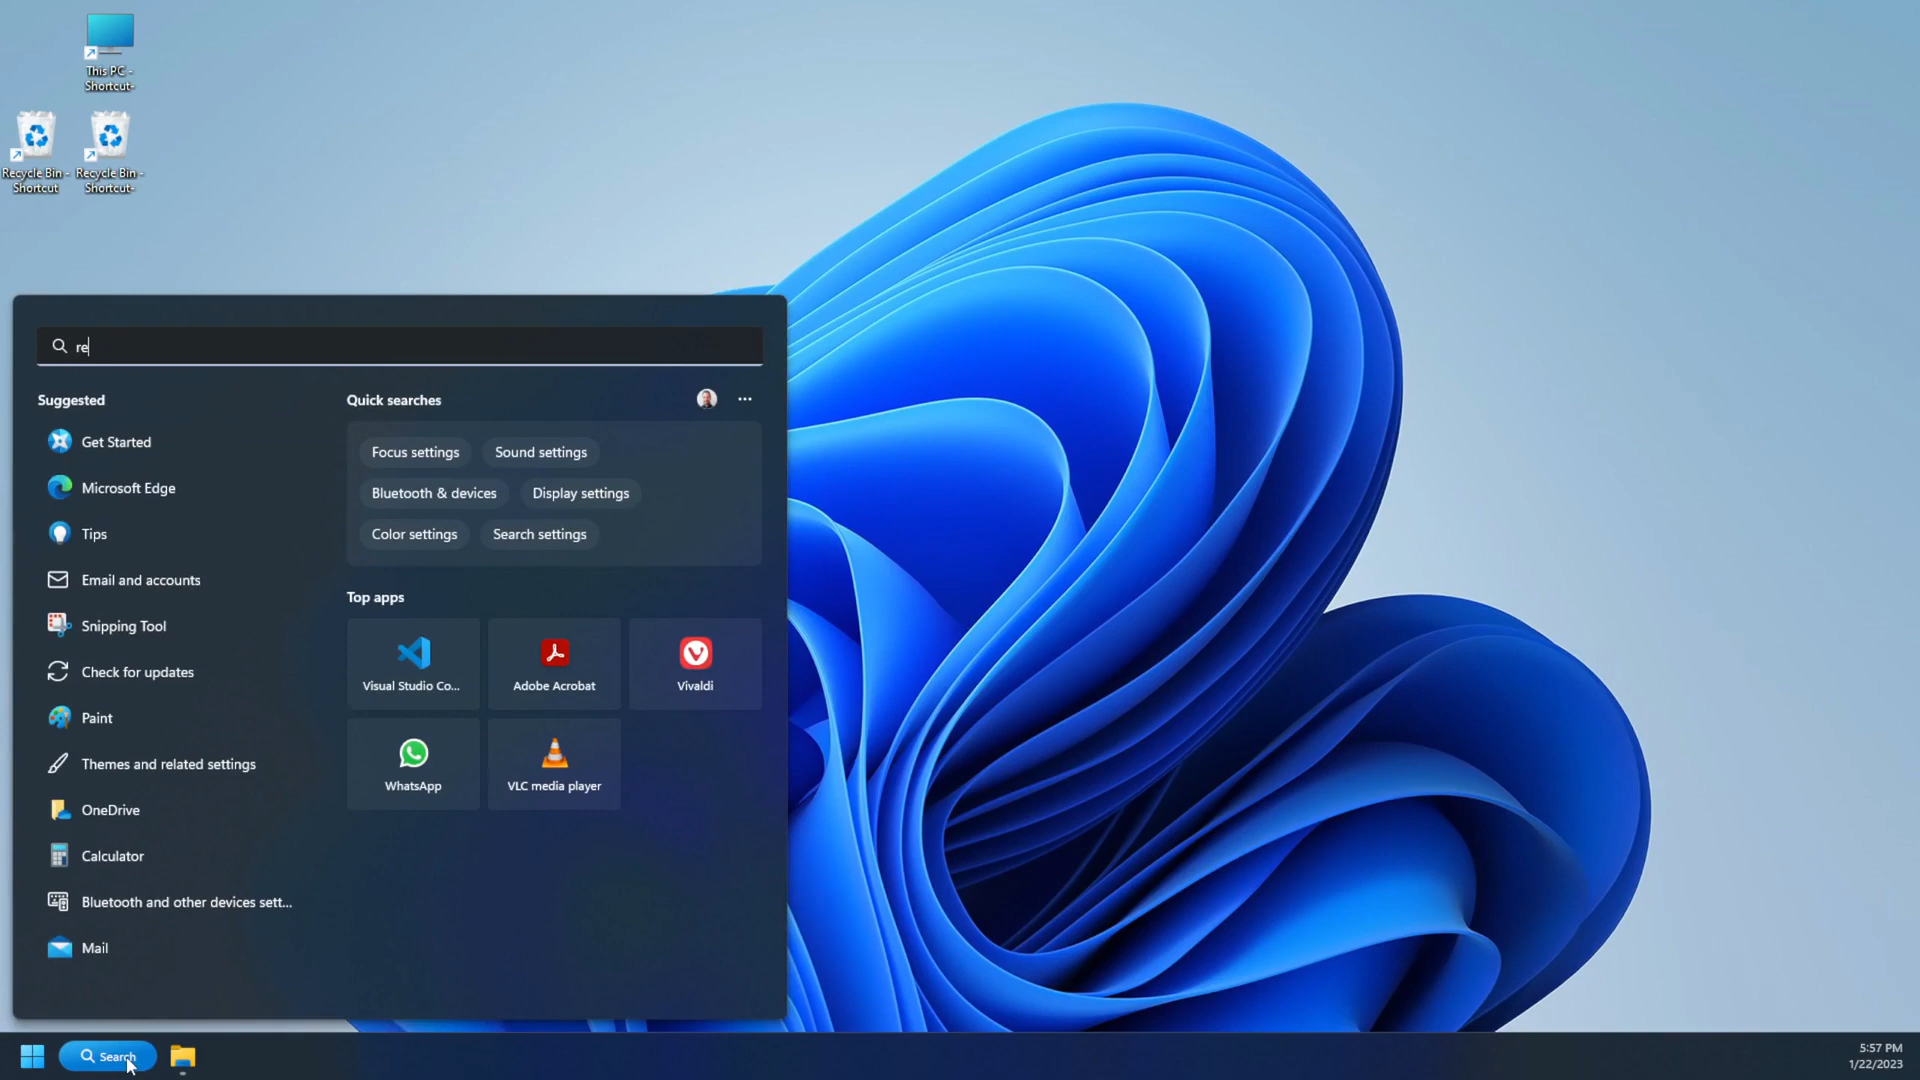 This PC -
Shortcut-
Recycle Bin -
Shortcut
Recycle Bin -
Shortcut-
re
Suggested
Get Started
Microsoft Edge
Tips
Email and accounts
Snipping Tool
Check for updates
Paint
Themes and related settings
OneDrive
Calculator
Bluetooth and other devices sett...
Mail
Quick searches
Focus settings
Sound settings
Bluetooth & devices
Display settings
Color settings
Search settings
Top apps
Visual Studio Co...
Adobe Acrobat
Vivaldi
WhatsApp
VLC media player
Search
5:57 PM
1/22/2023